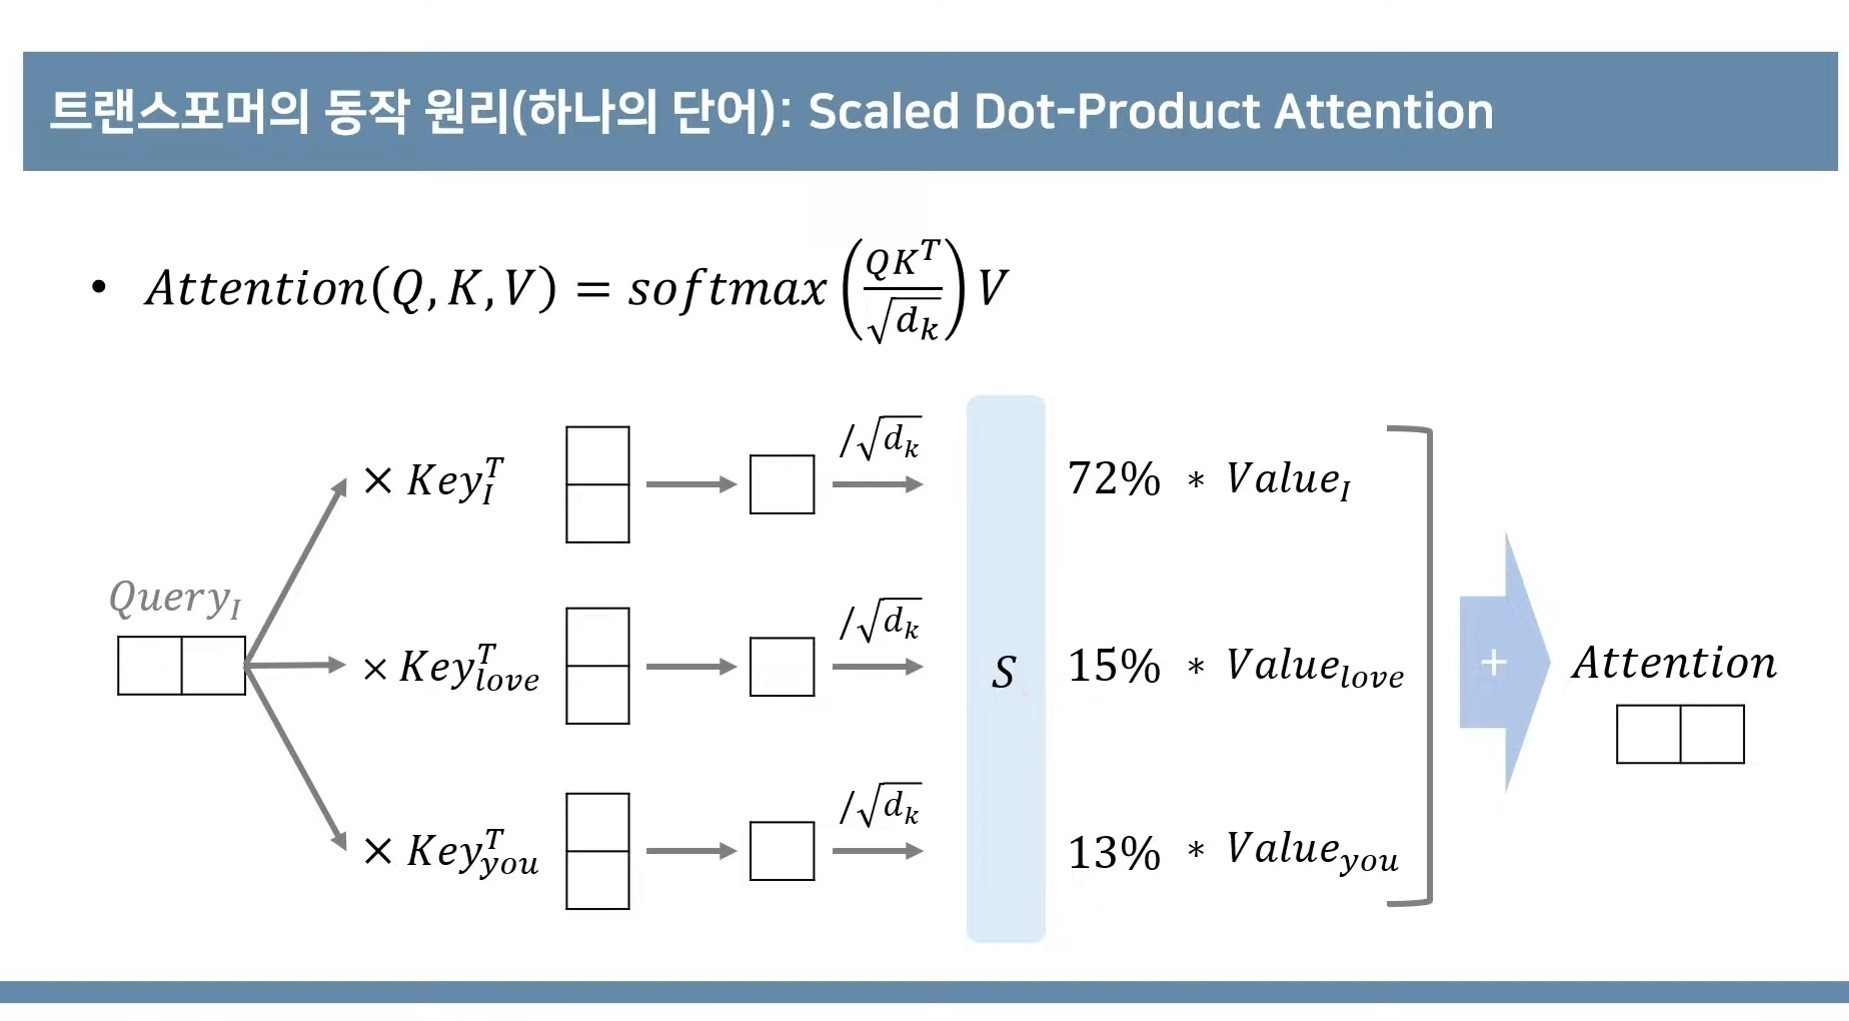 트랜스포머의 동작 원리(하나의 단어): Scaled Dot-Product Attention
• Attention(Q, K, V) = softmax(QK^T / √d_k) V
× Key_I^T /√d_k 72% * Value_I
Query_I
× Key_love^T /√d_k S 15% * Value_love + Attention
× Key_you^T /√d_k 13% * Value_you